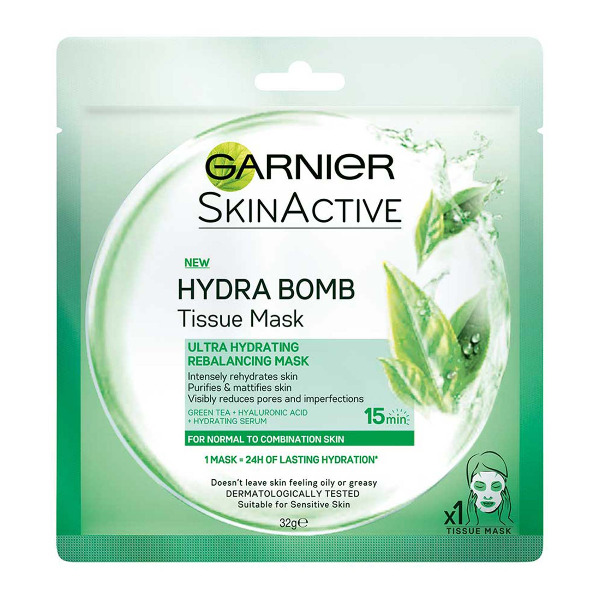 GARNIER
SKINACTIVE
NEW
HYDRA BOMB
Tissue Mask
ULTRA HYDRATING
REBALANCING MASK
Intensely rehydrates skin
Purifies & mattifies skin
Visibly reduces pores and imperfections
GREEN TEA + HYALURONIC ACID
+ HYDRATING SERUM
15min
FOR NORMAL TO COMBINATION SKIN
1 MASK = 24H OF LASTING HYDRATION*
Doesn't leave skin feeling oily or greasy
DERMATOLOGICALLY TESTED
Suitable for Sensitive Skin
32g℮
x1
TISSUE MASK